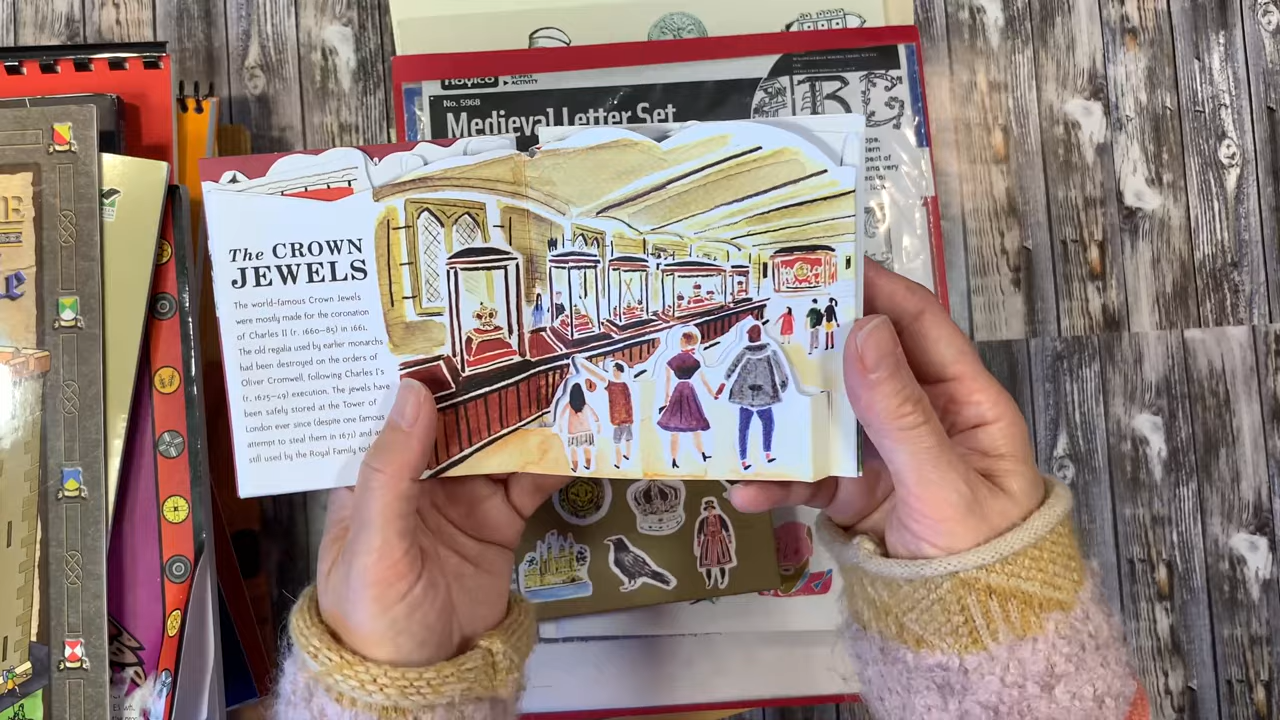 Royico
SUPPLY
ACTIVITY
No. 5968
Medieval Letter Set
ABC
The CROWN
JEWELS
The world-famous Crown Jewels
were mostly made for the coronation
of Charles II (r. 1660–85) in 1661.
The old regalia used by earlier monarchs
had been destroyed on the orders of
Oliver Cromwell, following Charles I's
(r. 1625–49) execution. The jewels have
been safely stored at the Tower of
London ever since (despite one famous
attempt to steal them in 1671) and
still used by the Royal Family